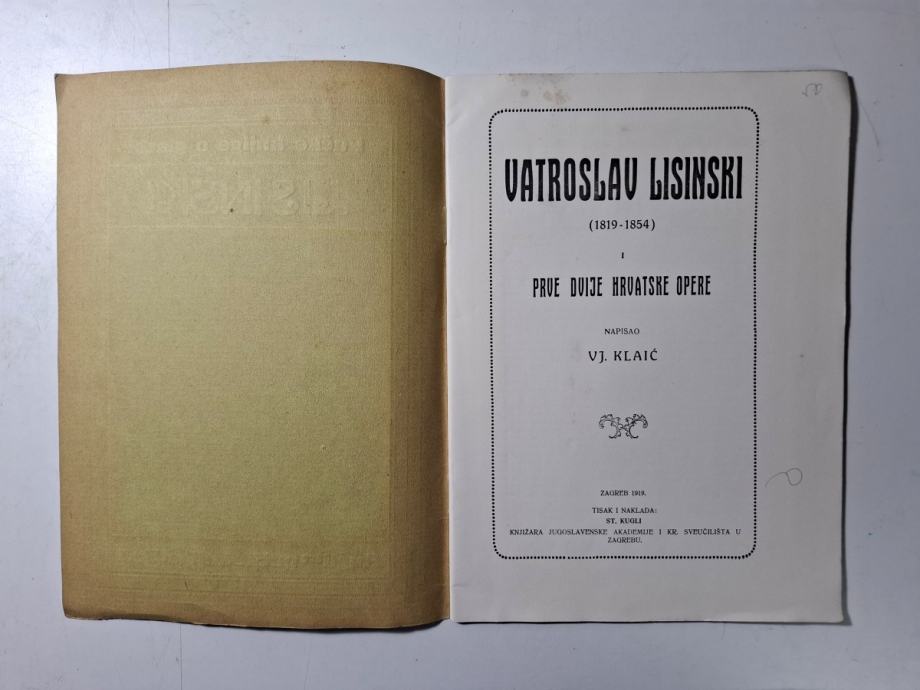 VATROSLAV LISINSKI
(1819-1854)
I
PRVE DVIJE HRVATSKE OPERE
NAPISAO
VJ. KLAIĆ
ZAGREB 1919.
TISAK I NAKLADA:
ST. KUGLI
KNJIŽARA JUGOSLAVENSKE AKADEMIJE I KR. SVEUČILIŠTA U
ZAGREBU.